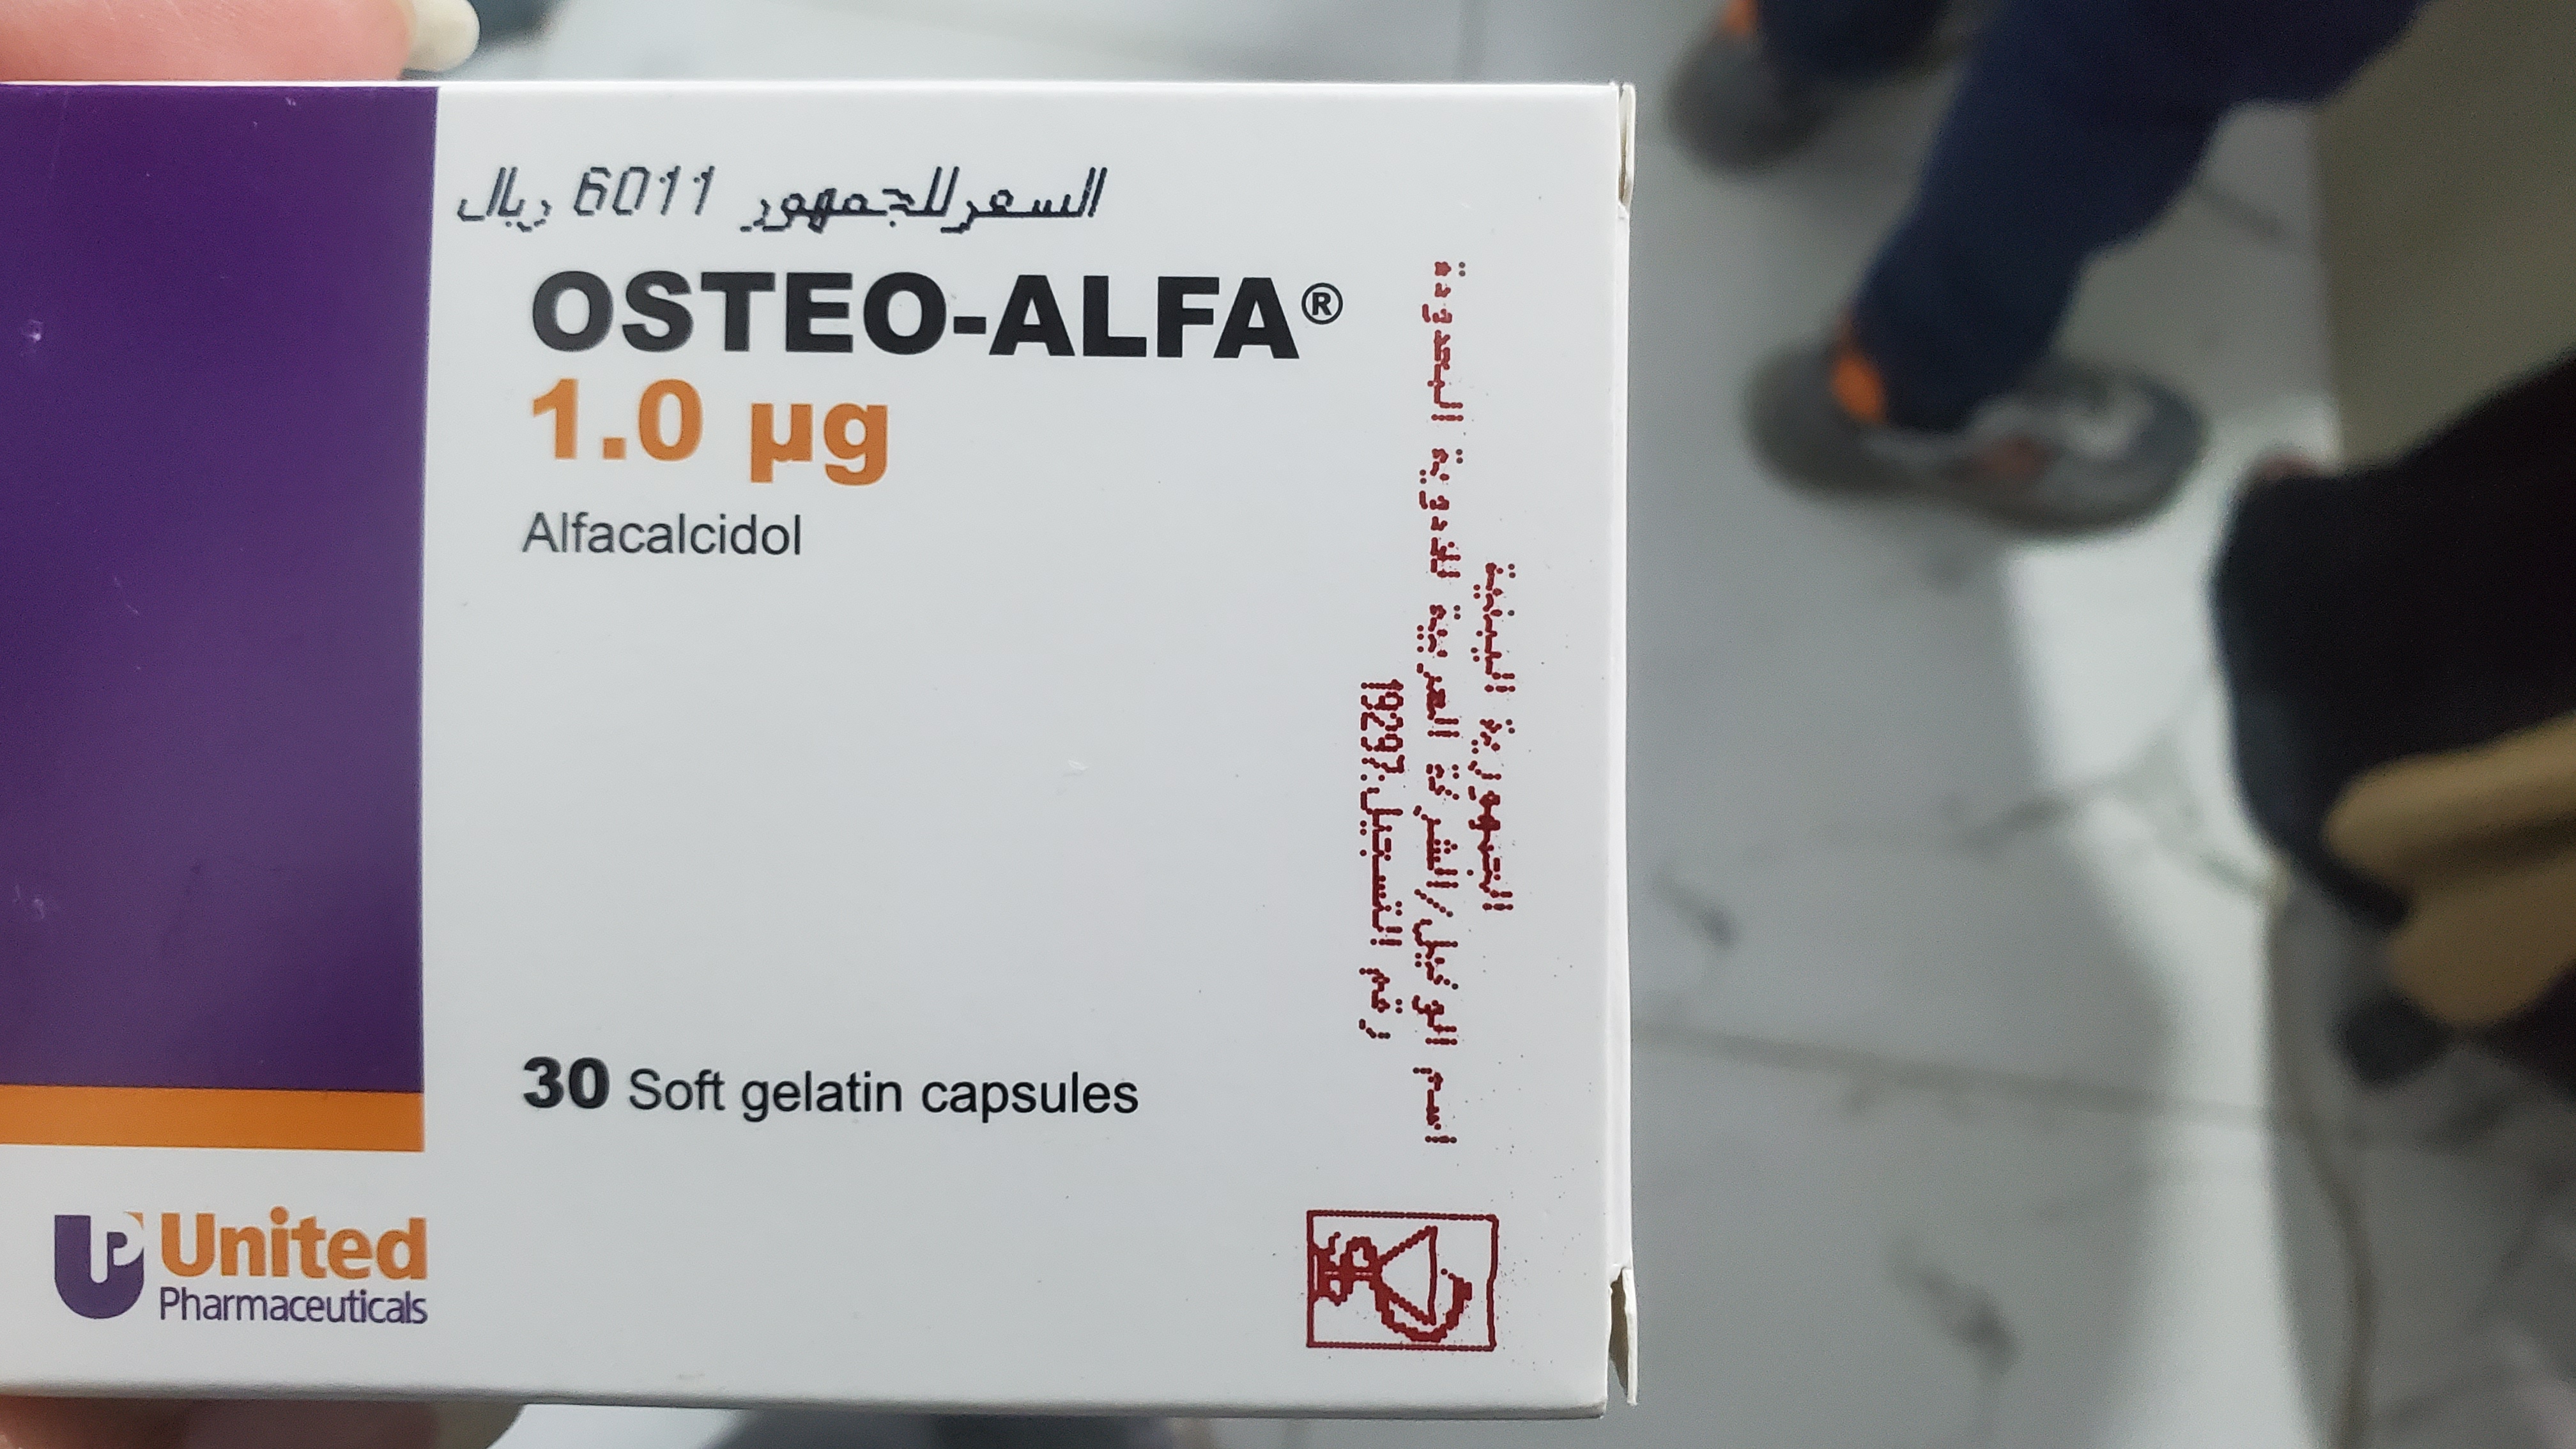 السعر للجمهور 6011 ريال
OSTEO-ALFA®
1.0 µg
Alfacalcidol
30 Soft gelatin capsules
United
Pharmaceuticals
الجمهورية اليمنية
اسم الوكيل/الشركة العربية للادوية المحدودة
رقم التسجيل:19297